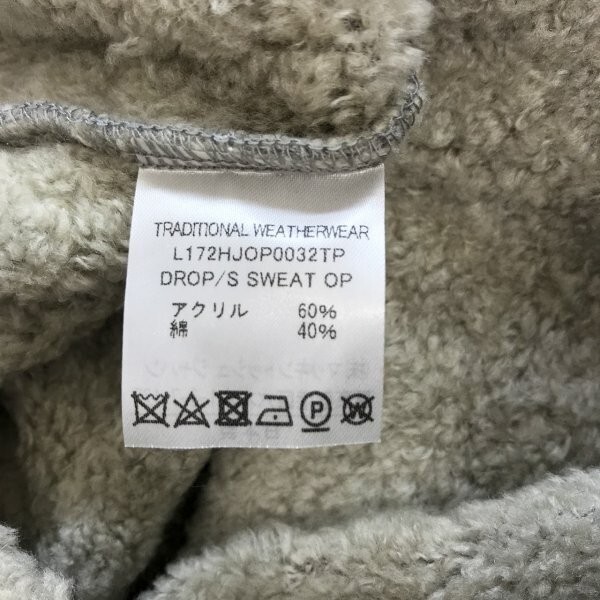 TRADITIONAL WEATHERWEAR
L172HJOP0032TP
DROP/S SWEAT OP
アクリル 60%
綿 40%
P
W